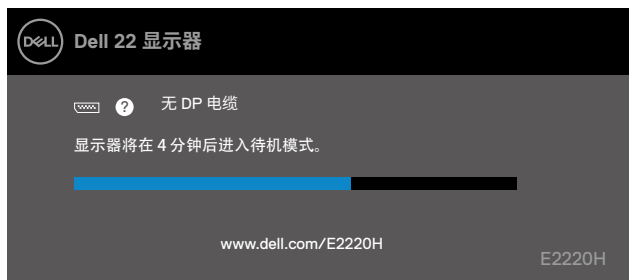 DELL
Dell 22 显示器
? 无 DP 电缆
显示器将在 4 分钟后进入待机模式。
www.dell.com/E2220H
E2220H